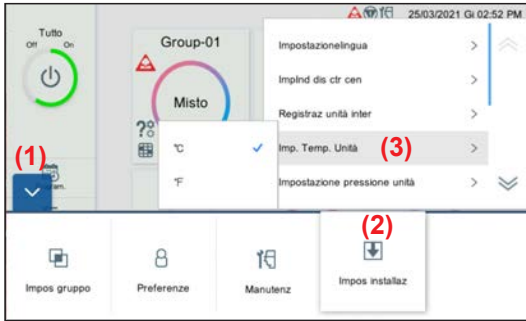 25/03/2021 Gi 02:52 PM
Tutto
Off On
Group-01
Misto
Impostazionelingua
ImpInd dis ctr cen
Registraz unità inter
(3)
Imp. Temp. Unità
°C
°F
Impostazione pressione unità
(1)
(2)
Impos gruppo
Preferenze
Manutenz
Impos installaz